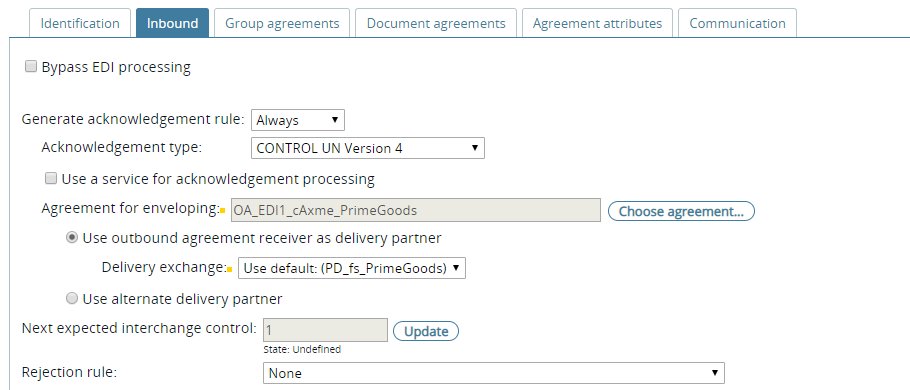 Identification Inbound Group agreements Document agreements Agreement attributes Communication
Bypass EDI processing
Generate acknowledgement rule: Always
Acknowledgement type: CONTROL UN Version 4
Use a service for acknowledgement processing
Agreement for enveloping: OA_EDI1_cAxme_PrimeGoods Choose agreement...
Use outbound agreement receiver as delivery partner
Delivery exchange: Use default: (PD_fs_PrimeGoods)
Use alternate delivery partner
Next expected interchange control: 1 Update
State: Undefined
Rejection rule: None